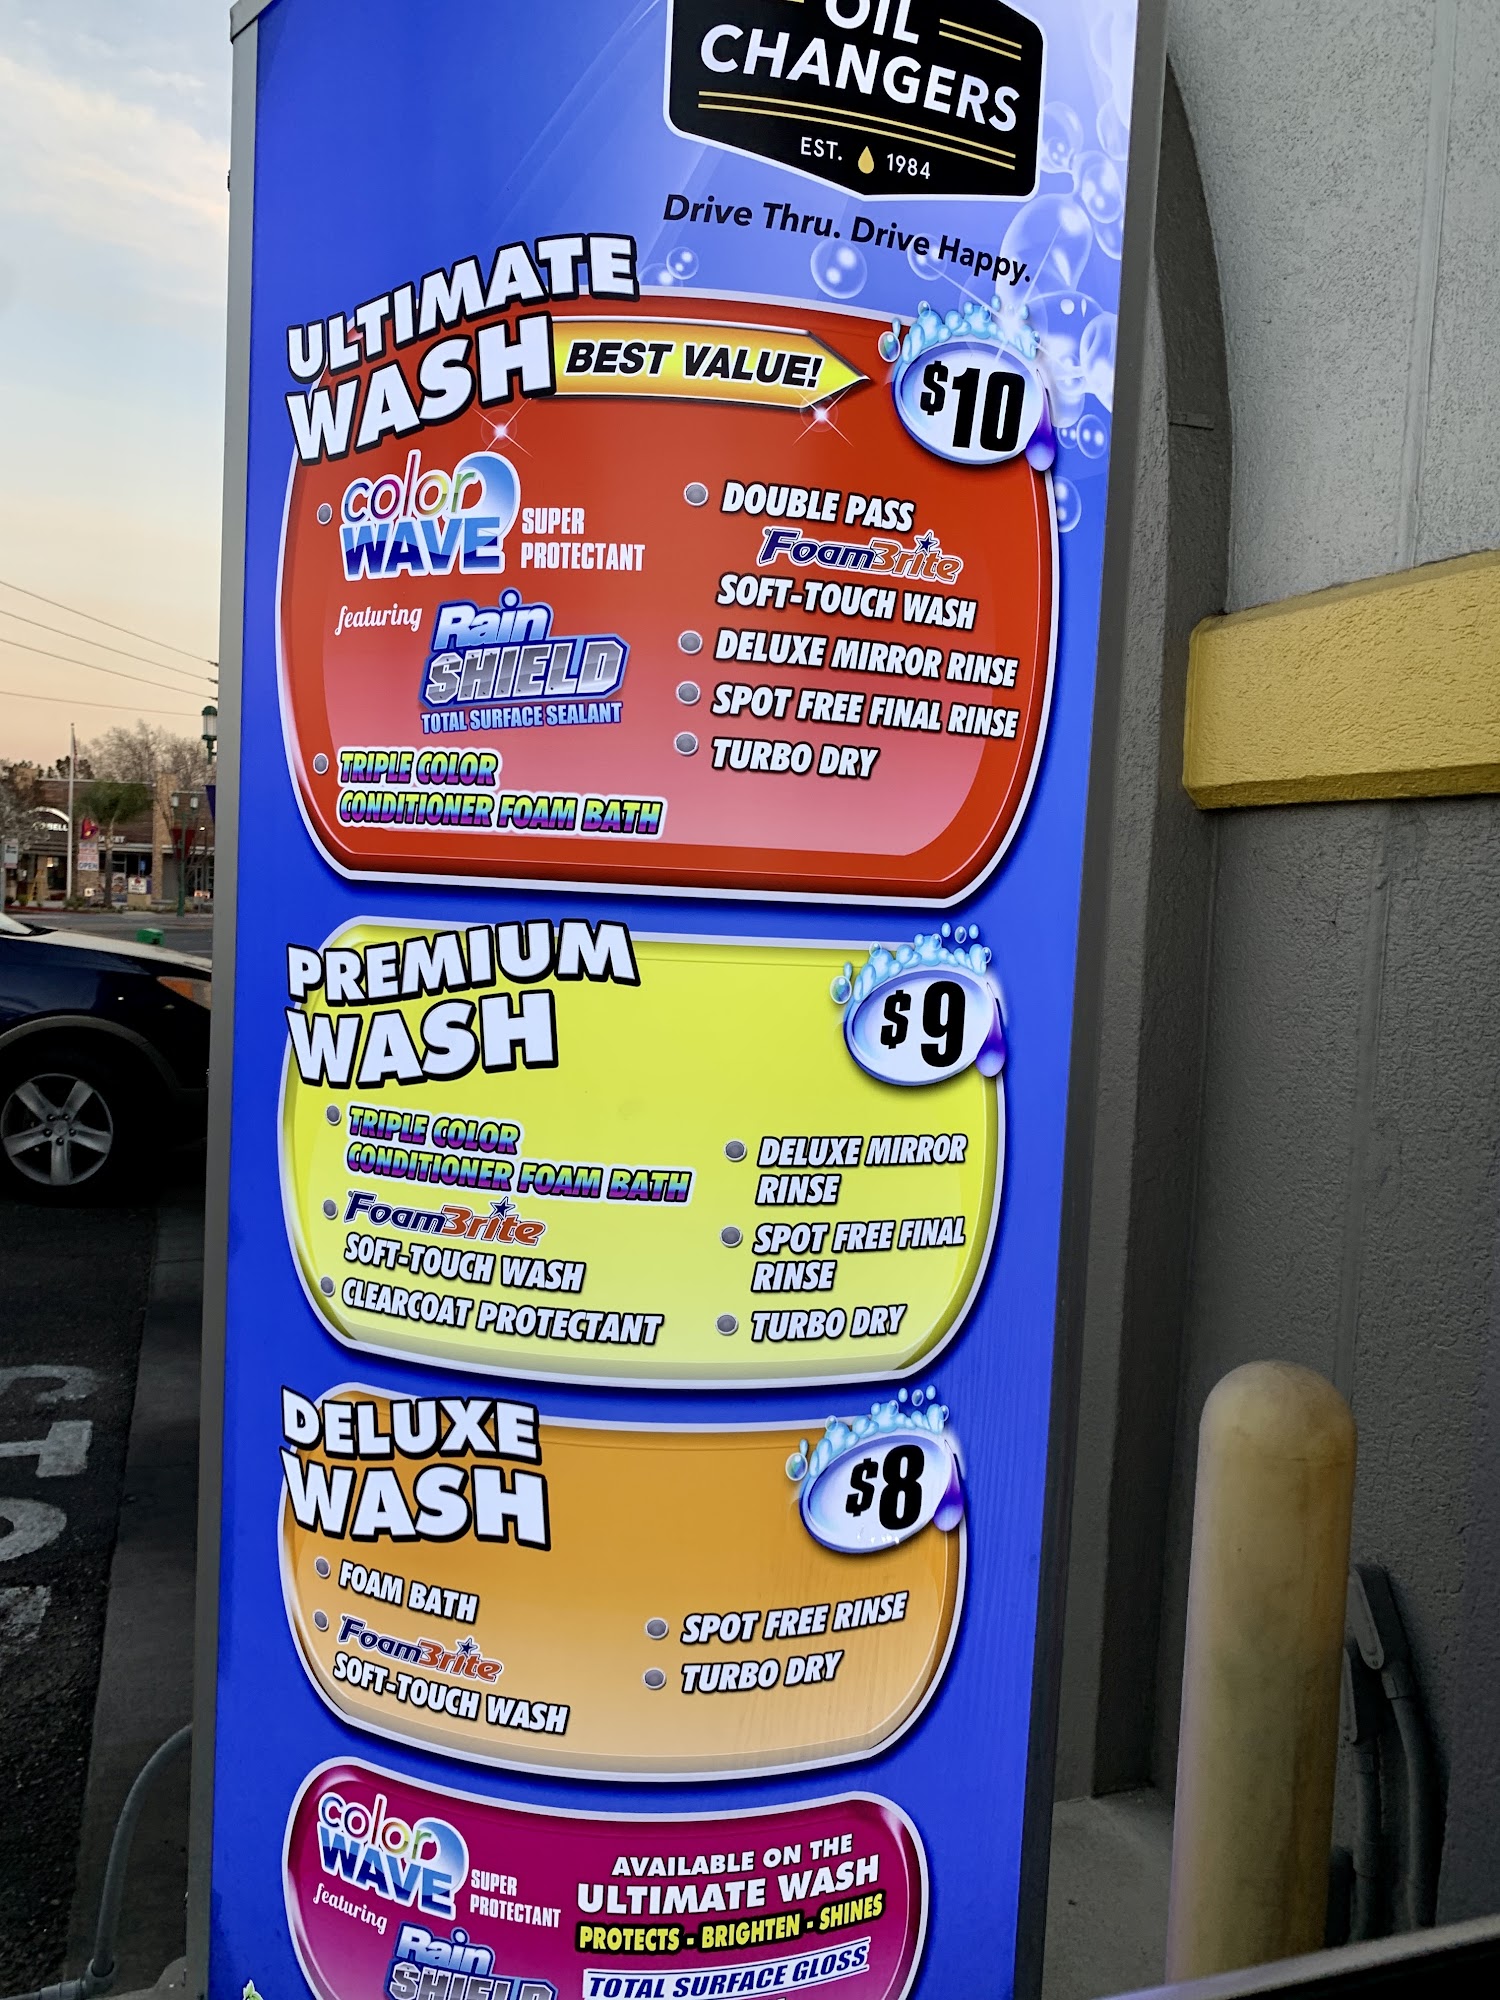 OIL
CHANGERS
EST. 1984
Drive Thru. Drive Happy.
ULTIMATE
WASH
BEST VALUE!
$10
color
WAVE
SUPER
PROTECTANT
featuring
Rain
SHIELD
TOTAL SURFACE SEALANT
TRIPLE COLOR
CONDITIONER FOAM BATH
DOUBLE PASS
FoamBrite
SOFT-TOUCH WASH
DELUXE MIRROR RINSE
SPOT FREE FINAL RINSE
TURBO DRY
PREMIUM
WASH
$9
TRIPLE COLOR
CONDITIONER FOAM BATH
FoamBrite
SOFT-TOUCH WASH
CLEARCOAT PROTECTANT
DELUXE MIRROR
RINSE
SPOT FREE FINAL
RINSE
TURBO DRY
DELUXE
WASH
$8
FOAM BATH
FoamBrite
SOFT-TOUCH WASH
SPOT FREE RINSE
TURBO DRY
color
WAVE
SUPER
PROTECTANT
featuring
Rain
SHIELD
AVAILABLE ON THE
ULTIMATE WASH
PROTECTS - BRIGHTEN - SHINES
TOTAL SURFACE GLOSS
OPEN